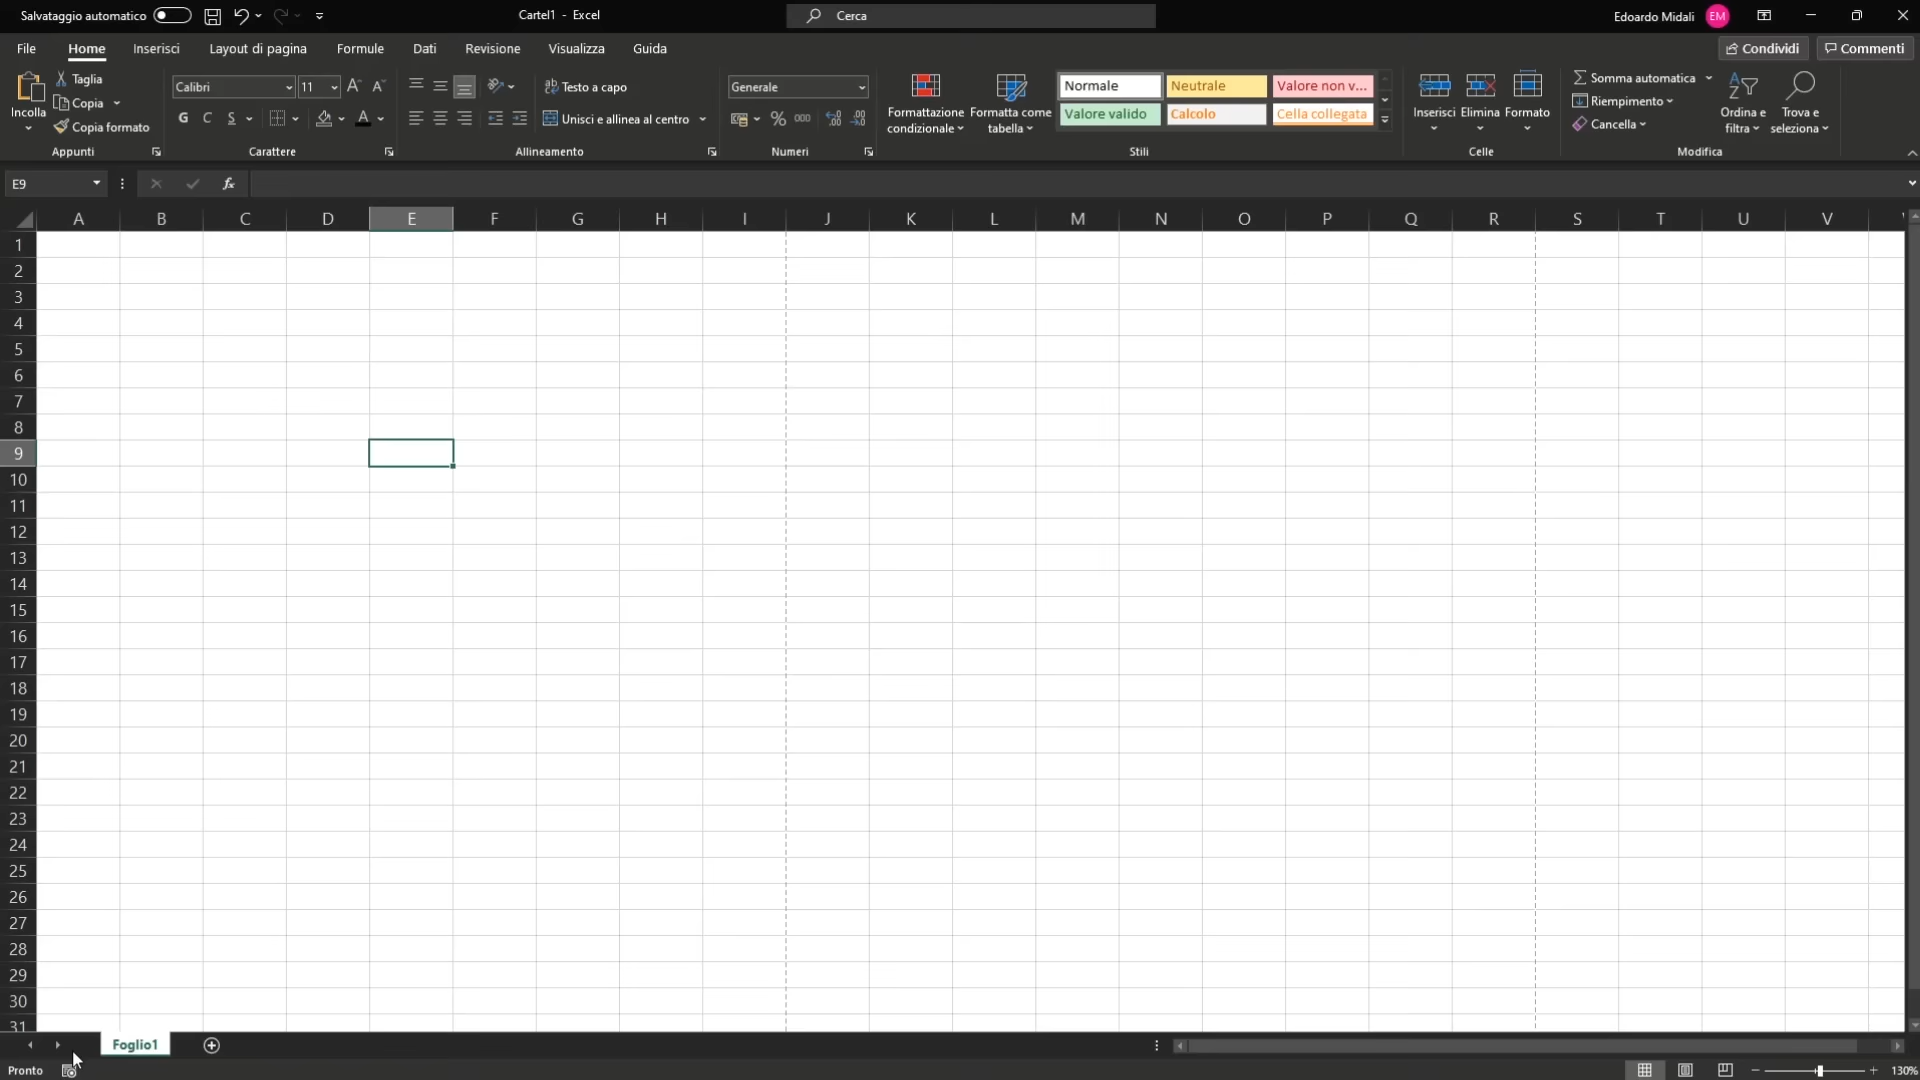 Salvataggio automatico
Cartel1 - Excel
Cerca
Edoardo Midali
EM
File
Home
Inserisci
Layout di pagina
Formule
Dati
Revisione
Visualizza
Guida
Condividi
Commenti
Incolla
Taglia
Copia
Copia formato
Appunti
Calibri
11
G
C
S
A
Carattere
Testo a capo
Unisci e allinea al centro
Allineamento
Generale
%
000
Numeri
Formattazione condizionale
Formatta come tabella
Normale
Neutrale
Valore non v...
Valore valido
Calcolo
Cella collegata
Stili
Inserisci
Elimina
Formato
Celle
Somma automatica
Riempimento
Cancella
Ordina e filtra
Trova e seleziona
Modifica
E9
fx
A B C D E F G H I J K L M N O P Q R S T U V
1
2
3
4
5
6
7
8
9
10
11
12
13
14
15
16
17
18
19
20
21
22
23
24
25
26
27
28
29
30
31
Foglio1
Pronto
130%